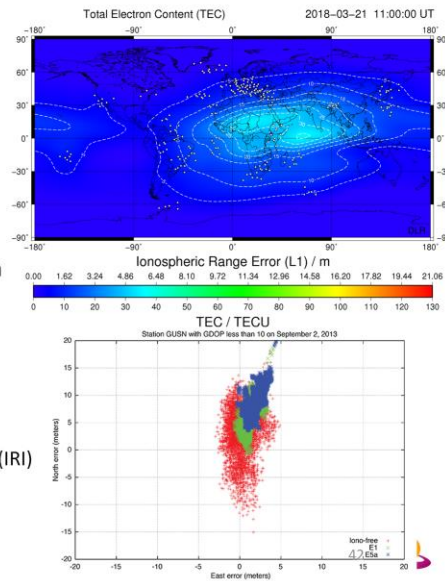 Total Electron Content (TEC) 2018-03-21 11:00:00 UT
−180° −90° 0° 90° 180°
90° 90°
60° 60°
30° 30°
0° 0°
−30° −30°
−60° −60°
−90° −90°
DLR
−180° −90° 0° 90° 180°
Ionospheric Range Error (L1) / m
0.00 1.62 3.24 4.86 6.48 8.10 9.72 11.34 12.96 14.58 16.20 17.82 19.44 21.06
0 10 20 30 40 50 60 70 80 90 100 110 120 130
TEC / TECU
Station GUSN with GDOP less than 10 on September 2, 2013
20
15
10
5
0
-5
-10
-15
-20
North error (meters)
(IRI)
Iono-free
E1
E5a
42
-20 -15 -10 -5 0 5 10 15 20
East error (meters)